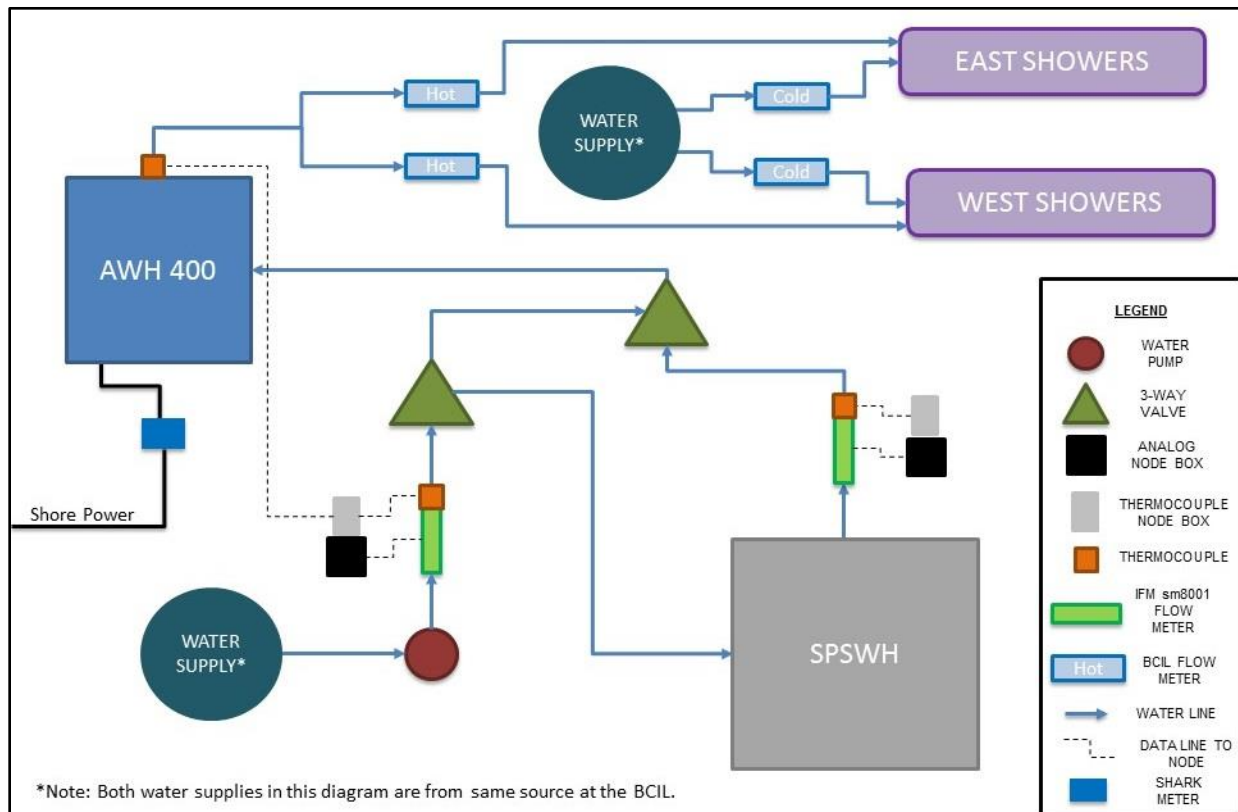 EAST SHOWERS
Hot
Cold
WATER
SUPPLY*
Hot
Cold
WEST SHOWERS
AWH 400
Shore Power
WATER
SUPPLY*
SPSWH
*Note: Both water supplies in this diagram are from same source at the BCIL.
LEGEND
WATER
PUMP
3-WAY
VALVE
ANALOG
NODE BOX
THERMOCOUPLE
NODE BOX
THERMOCOUPLE
IFM sm8001
FLOW
METER
Hot
BCIL FLOW
METER
WATER LINE
DATA LINE TO
NODE
SHARK
METER